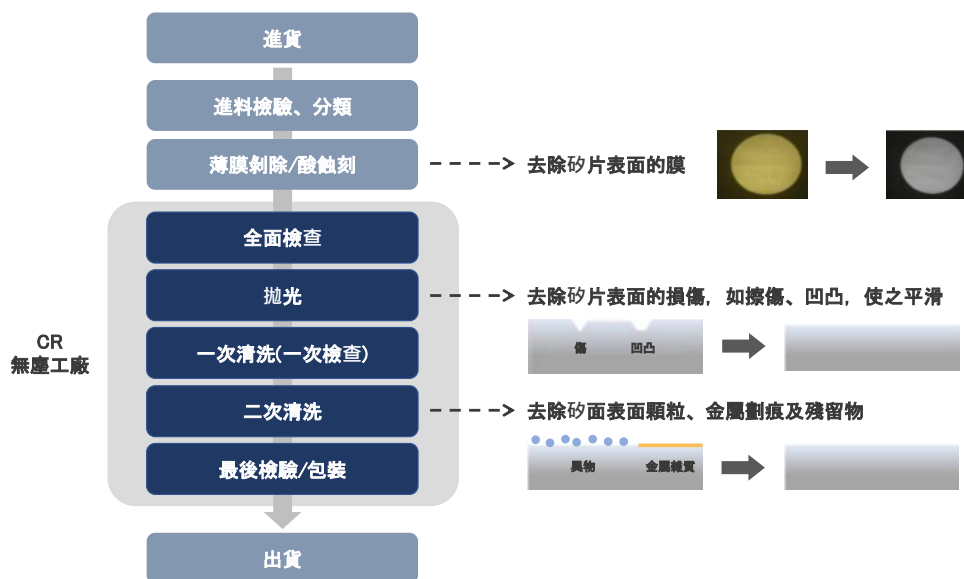 進貨
進料檢驗、分類
薄膜剝除/酸蝕刻
去除矽片表面的膜
全面檢查
拋光
去除矽片表面的損傷，如擦傷、凹凸，使之平滑
傷
凹凸
CR
無塵工廠
一次清洗(一次檢查)
二次清洗
去除矽面表面顆粒、金屬劃痕及殘留物
異物
金屬雜質
最後檢驗/包裝
出貨